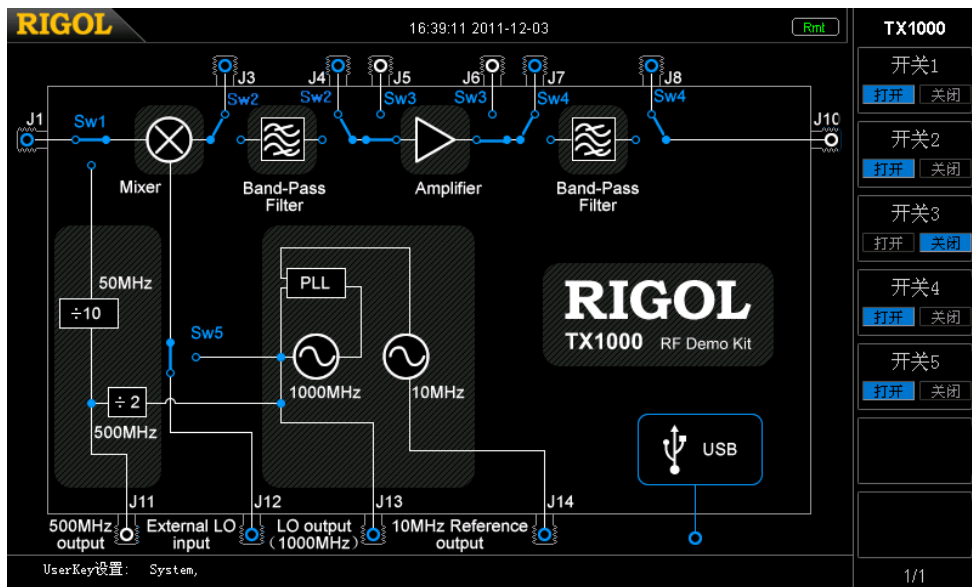 RIGOL
16:39:11 2011-12-03
Rmt
TX1000
J3
J4
J5
J6
J7
J8
Sw2
Sw2
Sw3
Sw3
Sw4
Sw4
J1
Sw1
J10
Mixer
Band-Pass
Filter
Amplifier
Band-Pass
Filter
50MHz
÷10
PLL
Sw5
1000MHz
10MHz
÷ 2
500MHz
RIGOL
TX1000 RF Demo Kit
USB
J11
J12
J13
J14
500MHz
output
External LO
input
LO output
(1000MHz)
10MHz Reference
output
UserKey设置: System,
开关1
打开 关闭
开关2
打开 关闭
开关3
打开 关闭
开关4
打开 关闭
开关5
打开 关闭
1/1